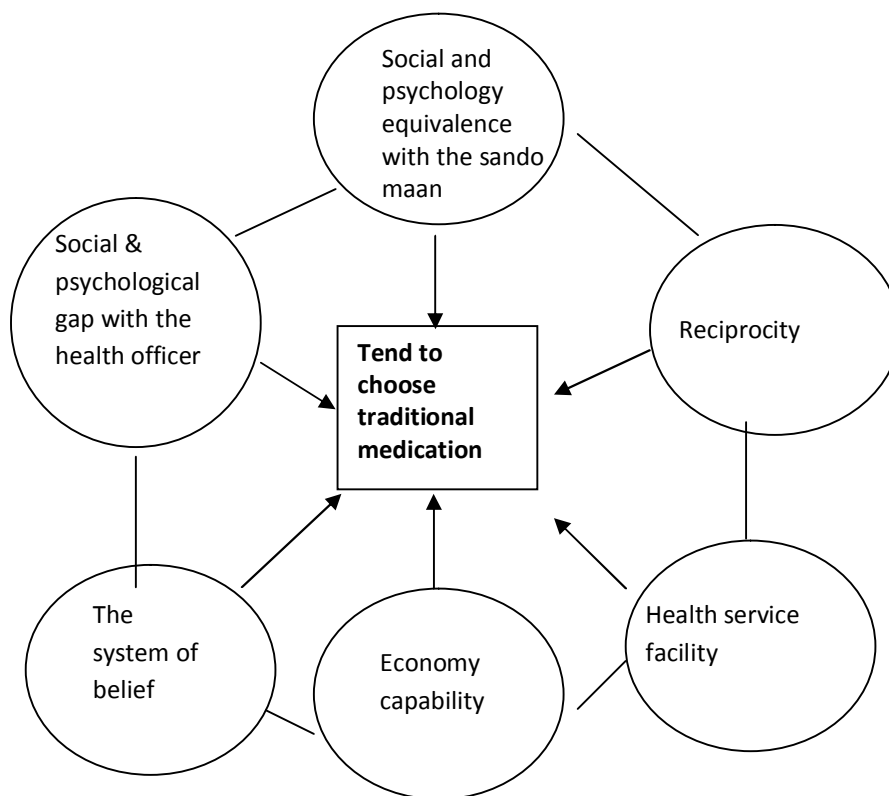 Social and
psychology
equivalence
with the sando
maan
Social &
psychological
gap with the
health officer
Tend to
choose
traditional
medication
Reciprocity
The
system of
belief
Economy
capability
Health service
facility